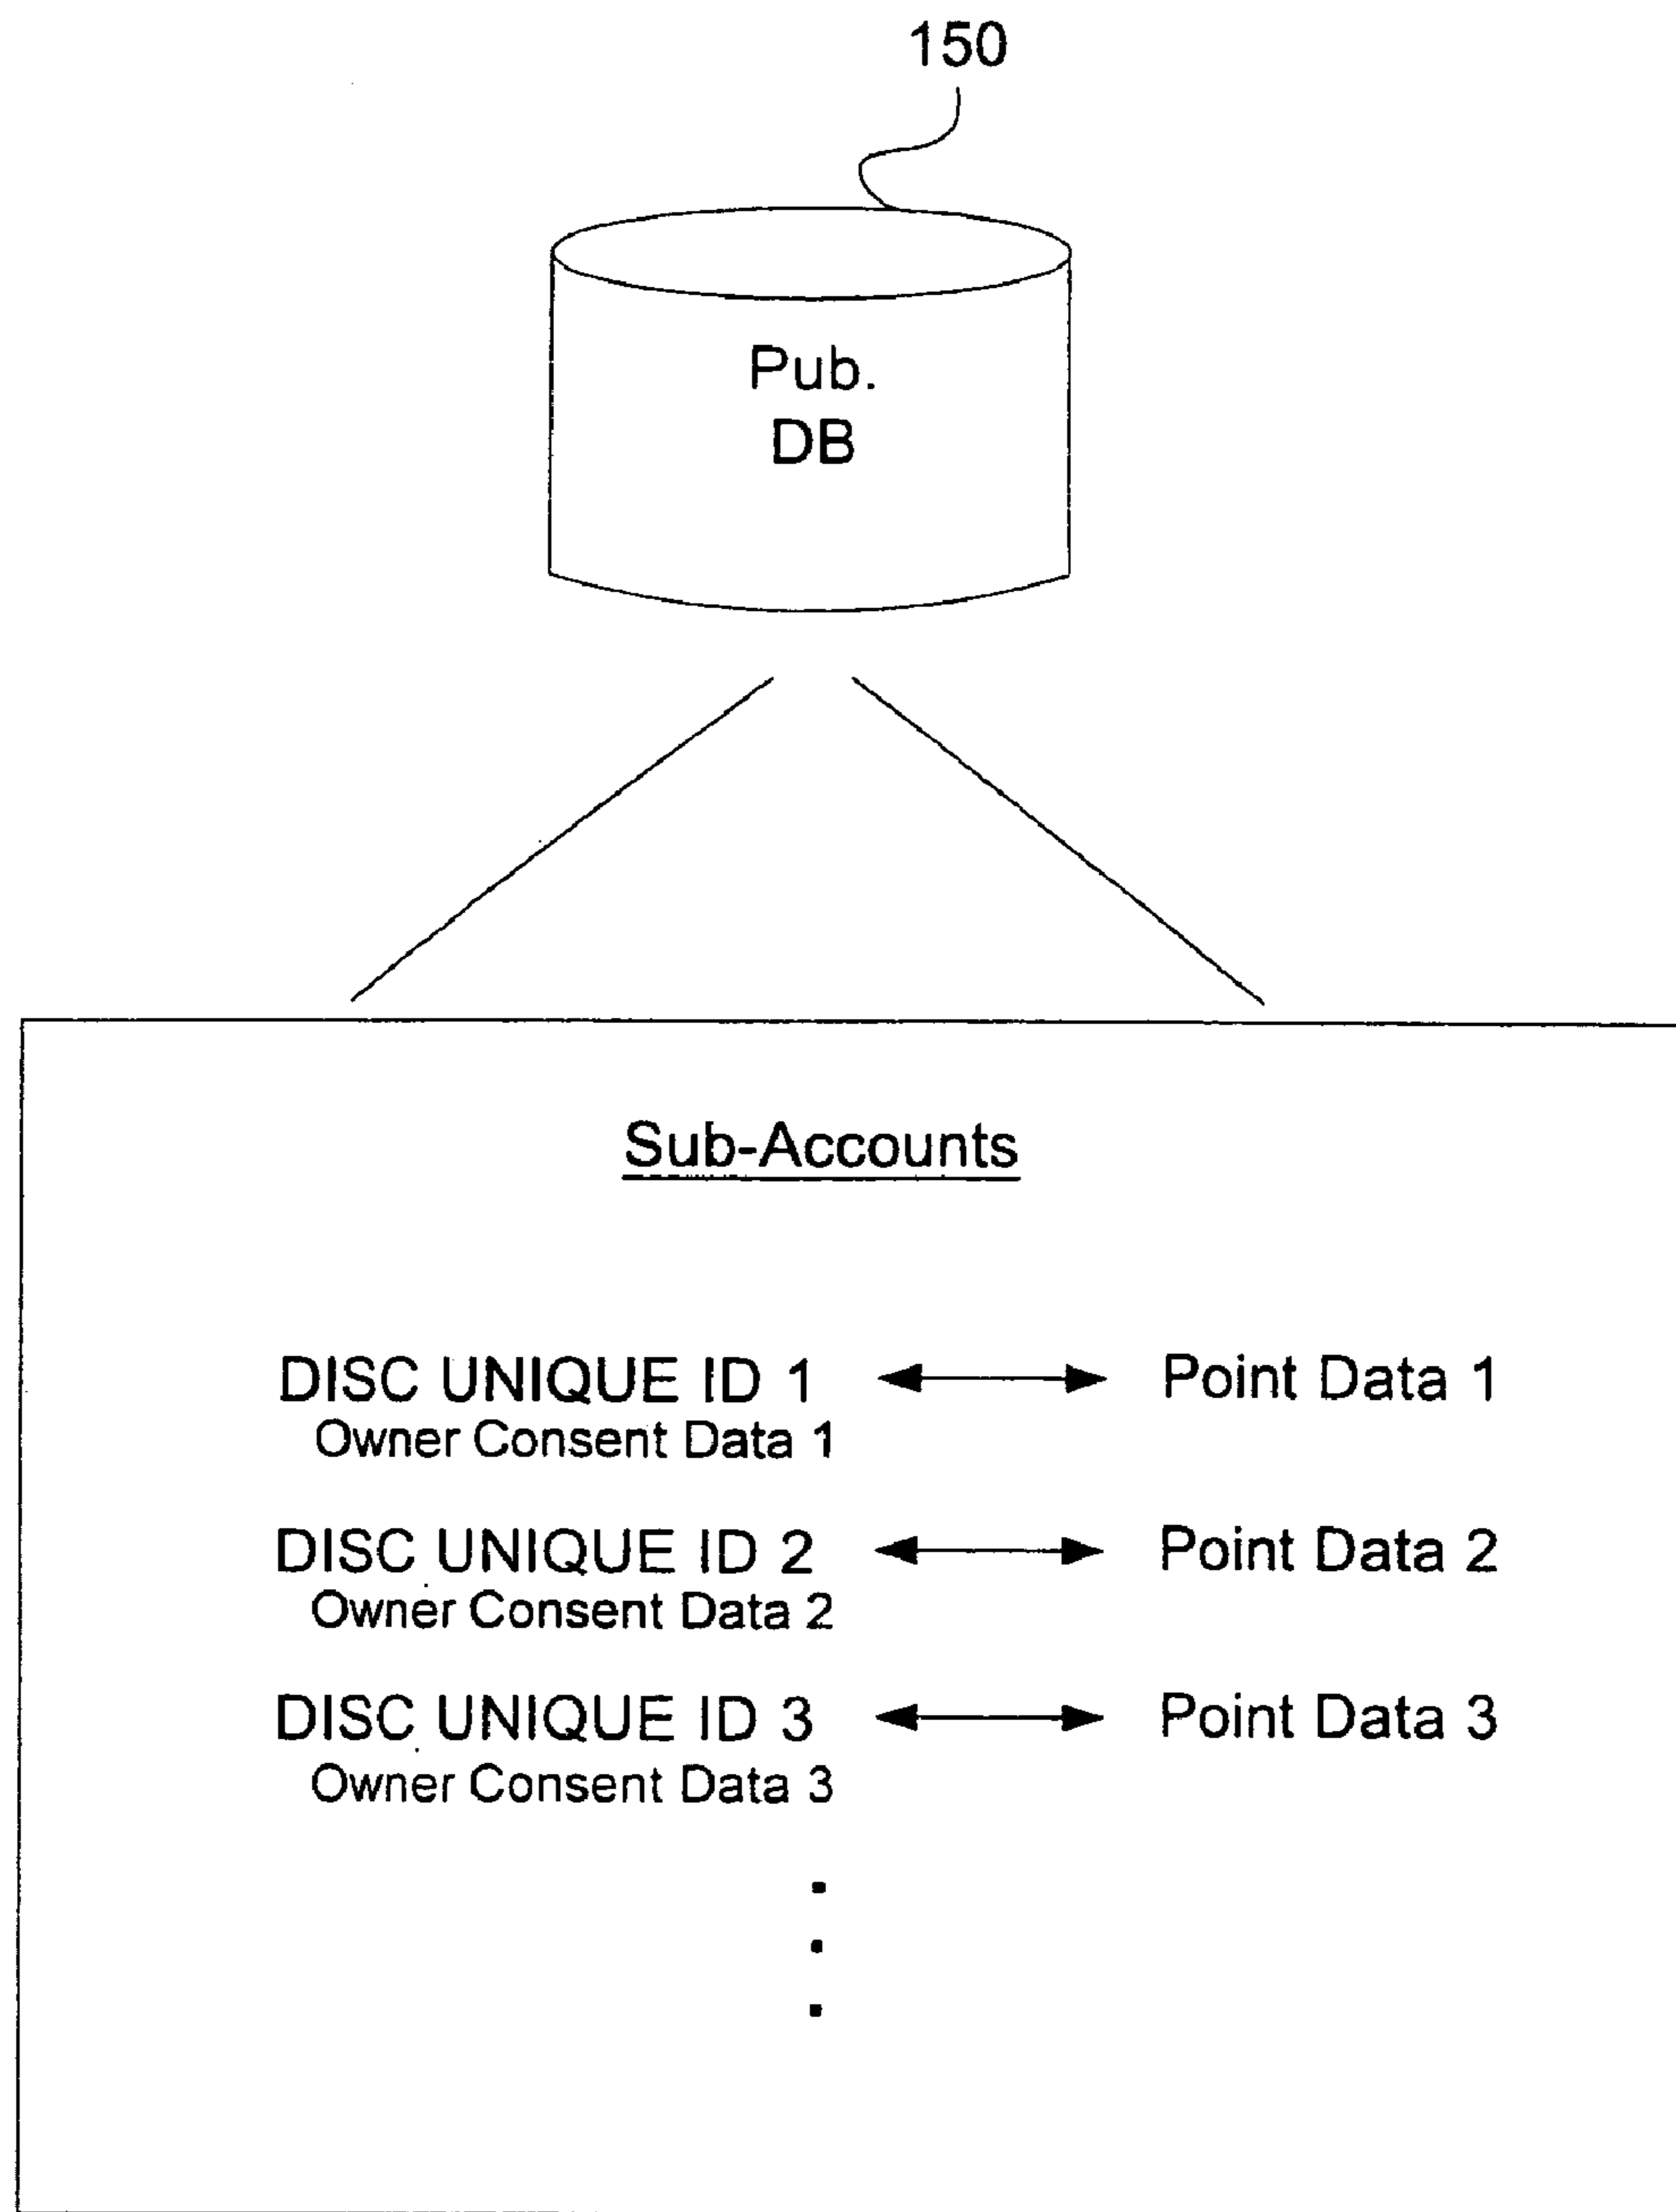 150
Pub.
DB
Sub-Accounts
DISC UNIQUE ID 1 Point Data 1
Owner Consent Data 1
DISC UNIQUE ID 2 Point Data 2
Owner Consent Data 2
DISC UNIQUE ID 3 Point Data 3
Owner Consent Data 3